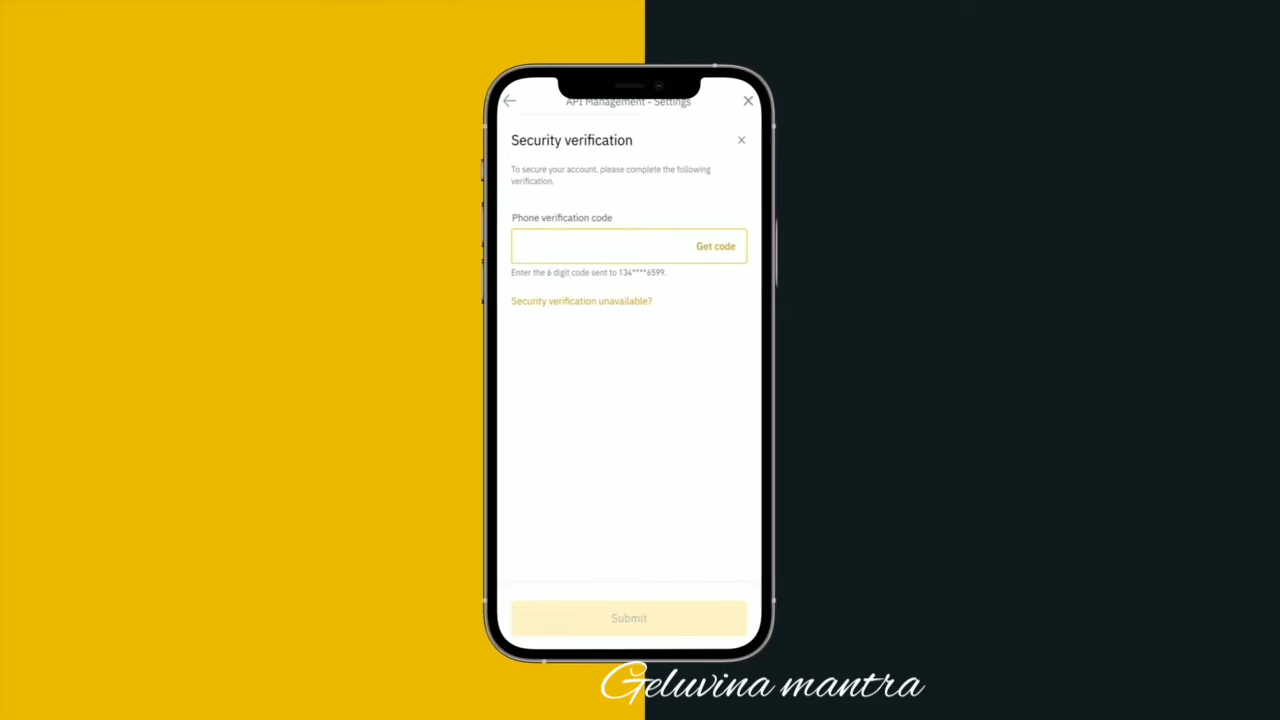 API Management - Settings
Security verification
To secure your account, please complete the following
verification.
Phone verification code
Get code
Enter the 6 digit code sent to 134****6599.
Security verification unavailable?
Submit
Geluvina mantra